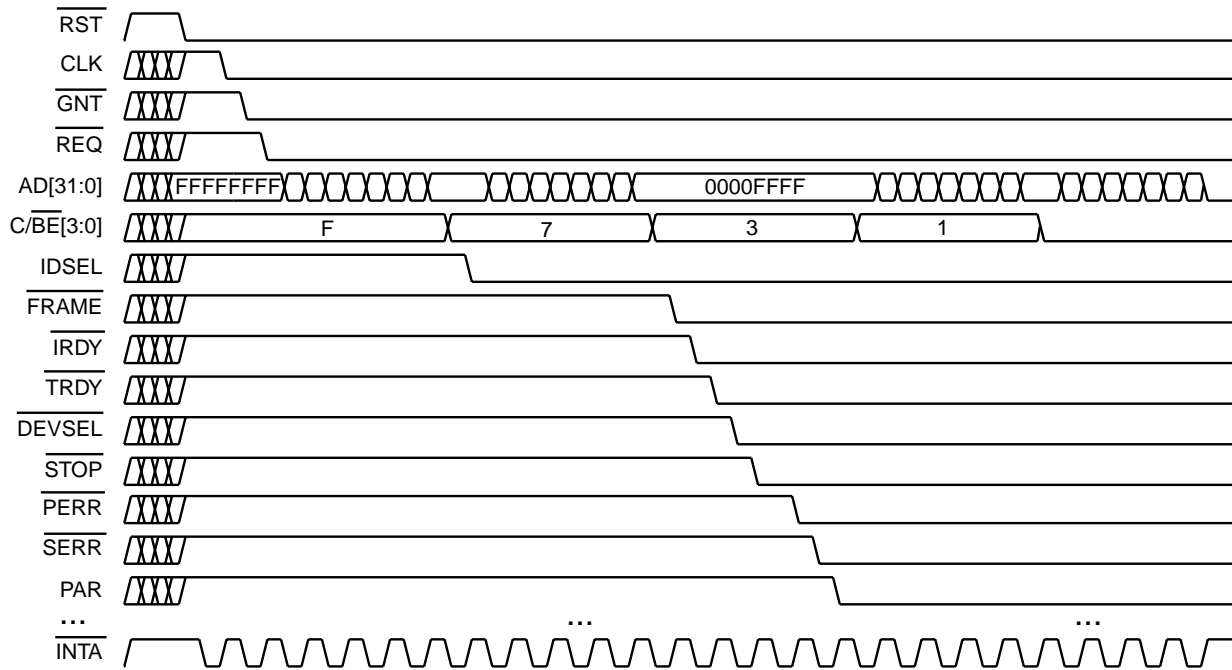 RST
CLK
GNT
REQ
AD[31:0] FFFFFFFF 0000FFFF
C/BE[3:0] F 7 3 1
IDSEL
FRAME
IRDY
TRDY
DEVSEL
STOP
PERR
SERR
PAR
... ... ...
INTA